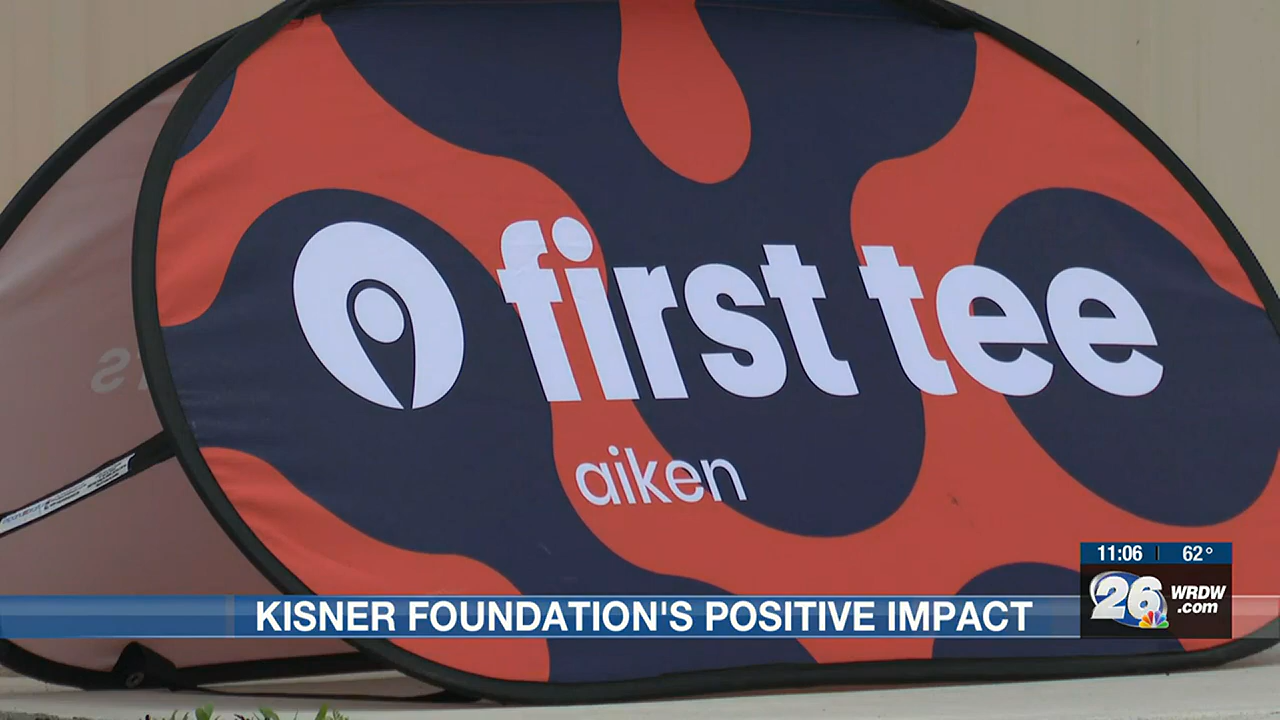 first tee
aiken
KISNER FOUNDATION'S POSITIVE IMPACT
11:06 | 62°
26 WRDW
.com